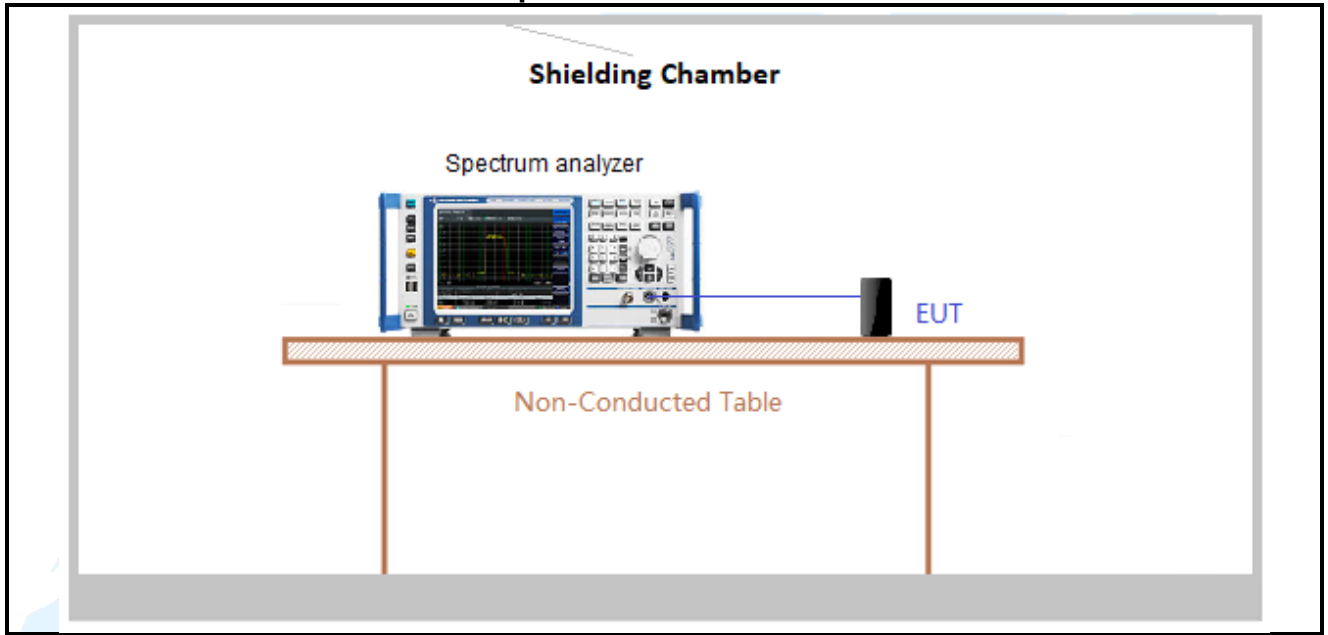 Shielding Chamber
Spectrum analyzer
EUT
Non-Conducted Table